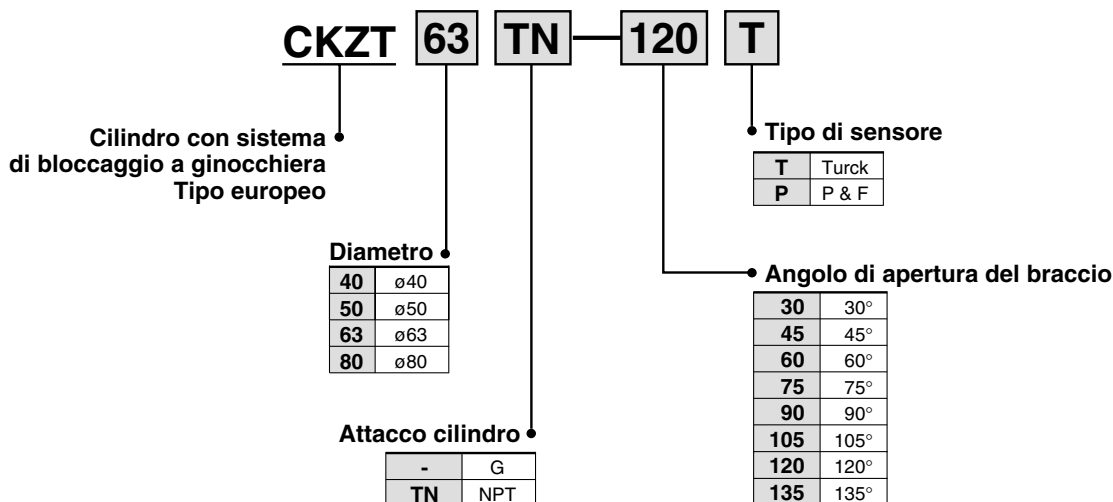 CKZT 63 TN — 120 T
Cilindro con sistema
di bloccaggio a ginocchiera
Tipo europeo
Tipo di sensore
T Turck
P P & F
Diametro
40 ø40
50 ø50
63 ø63
80 ø80
Angolo di apertura del braccio
30 30°
45 45°
60 60°
75 75°
90 90°
105 105°
120 120°
135 135°
Attacco cilindro
- G
TN NPT